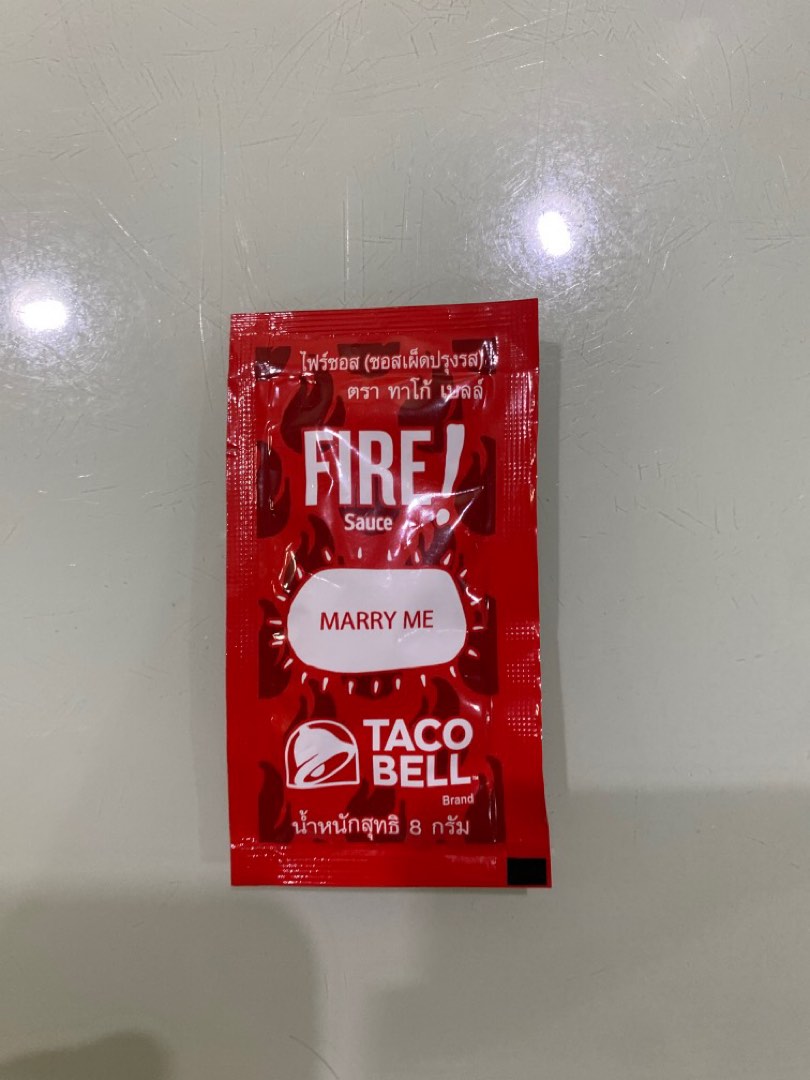 ไฟร์ซอส (ซอสเผ็ดปรุงรส)
ตรา ทาโก้ เบลล์
FIRE!
Sauce
MARRY ME
TACO
BELL™
Brand
น้ำหนักสุทธิ 8 กรัม